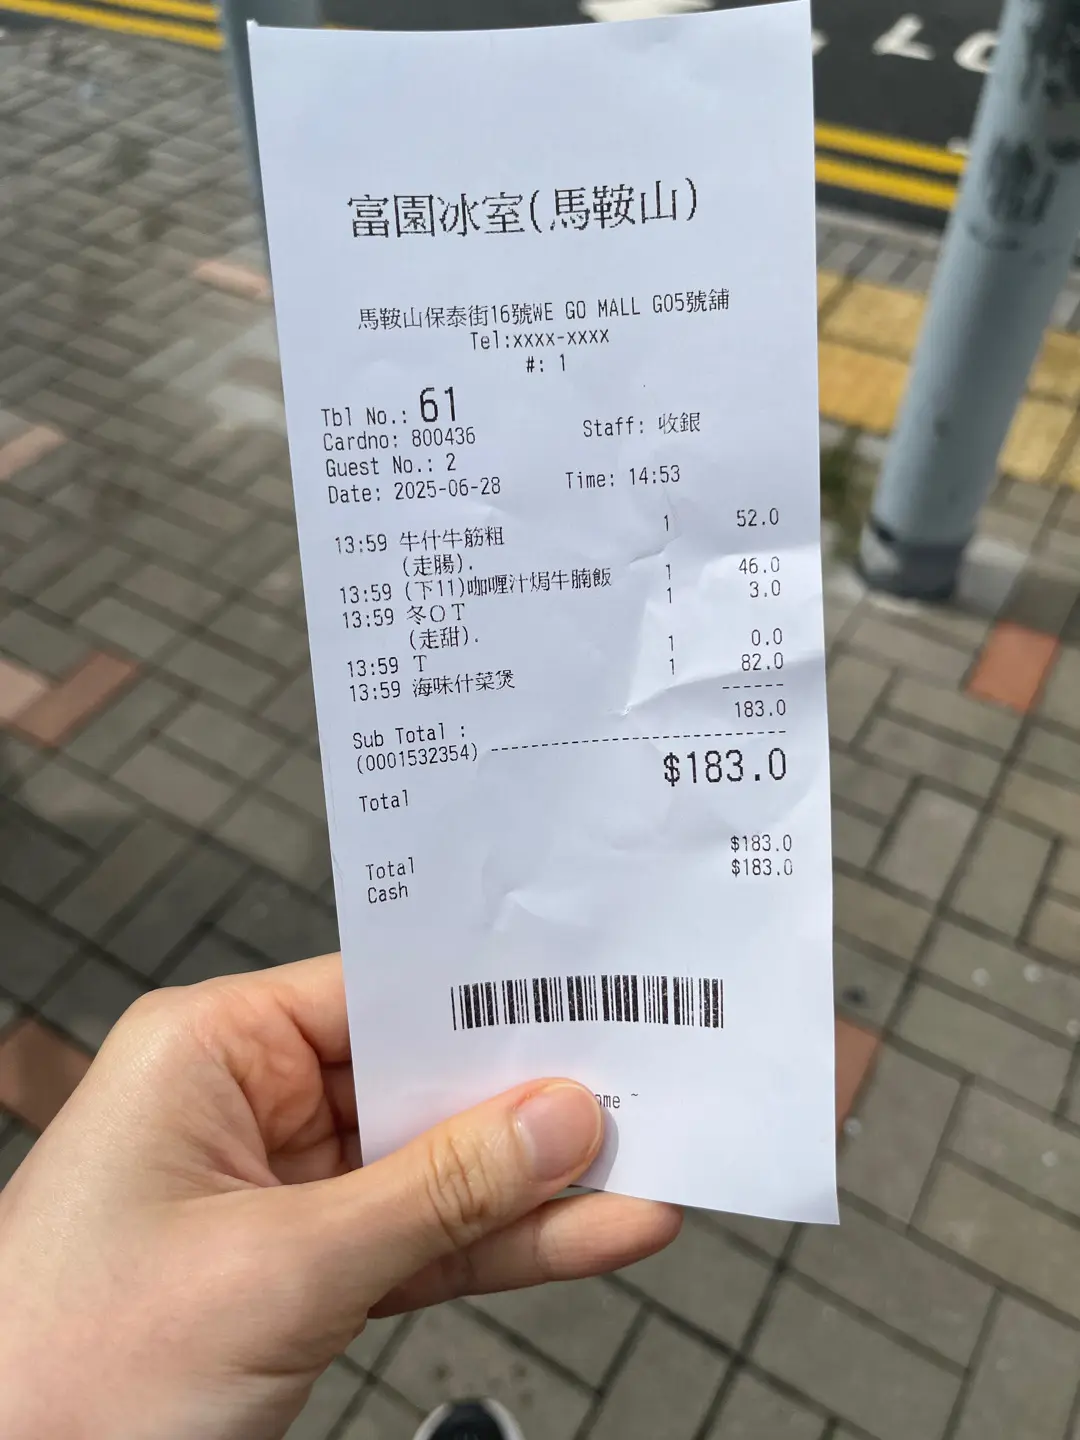 富園冰室(馬鞍山)
馬鞍山保泰街16號WE GO MALL G05號舖
Tel:xxxx-xxxx
#: 1
Tbl No.: 61
Cardno: 800436 Staff: 收銀
Guest No.: 2
Date: 2025-06-28 Time: 14:53
13:59 牛什牛筋粗 1 52.0
(走腸).
13:59 (下11)咖喱汁焗牛腩飯 1 46.0
13:59 冬OT 1 3.0
(走甜).
13:59 T 1 0.0
13:59 海味什菜煲 1 82.0
------
Sub Total : 183.0
(0001532354) --------------------------------
Total $183.0
Total $183.0
Cash $183.0
~